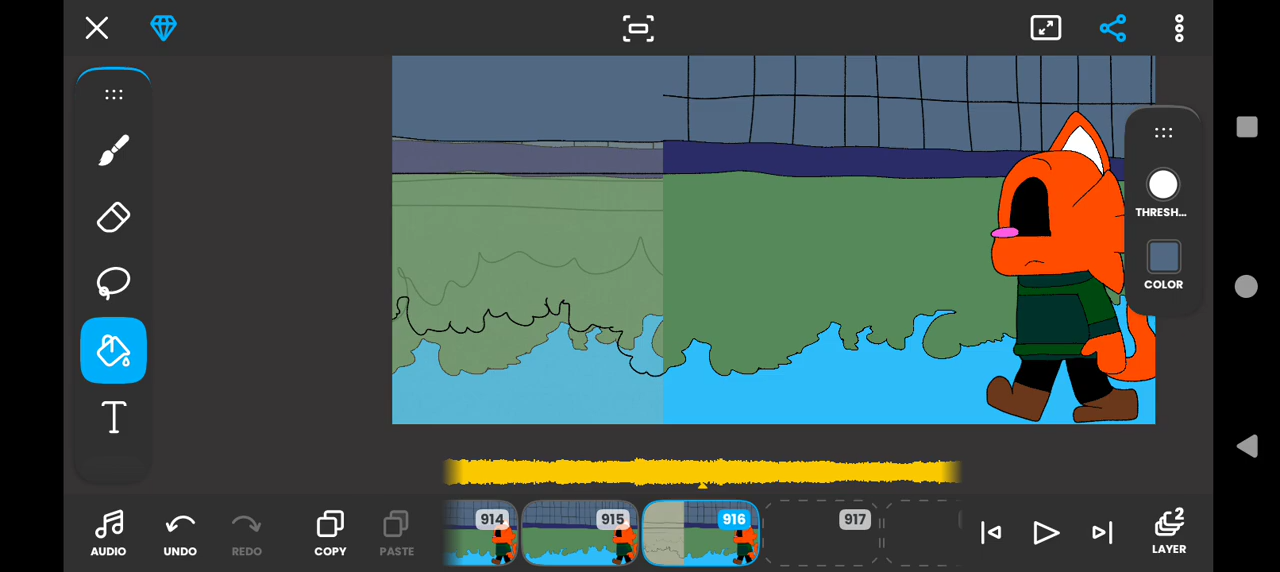 THRESH...
COLOR
914
915
916
917
AUDIO
UNDO
REDO
COPY
PASTE
2
LAYER
T